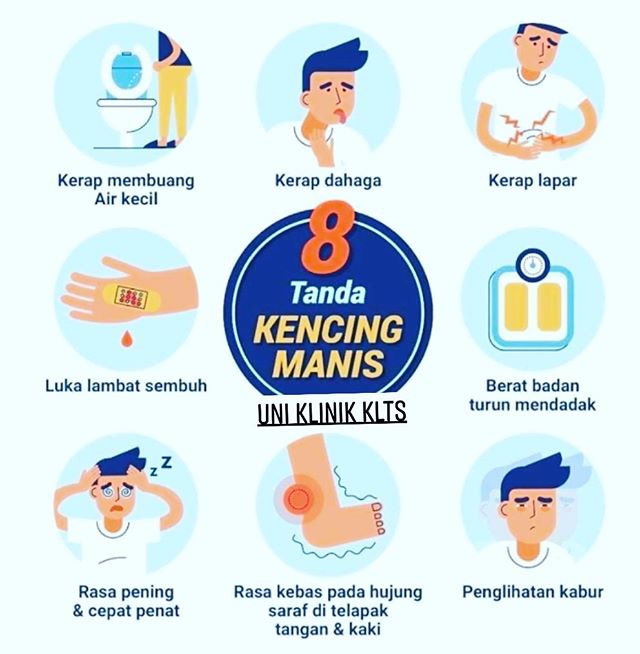 Kerap membuang
Air kecil
Kerap dahaga
Kerap lapar
8
Tanda
KENCING
MANIS
UNI KLINIK KLTS
Luka lambat sembuh
Berat badan
turun mendadak
z Z
Rasa pening
& cepat penat
Rasa kebas pada hujung
saraf di telapak
tangan & kaki
Penglihatan kabur